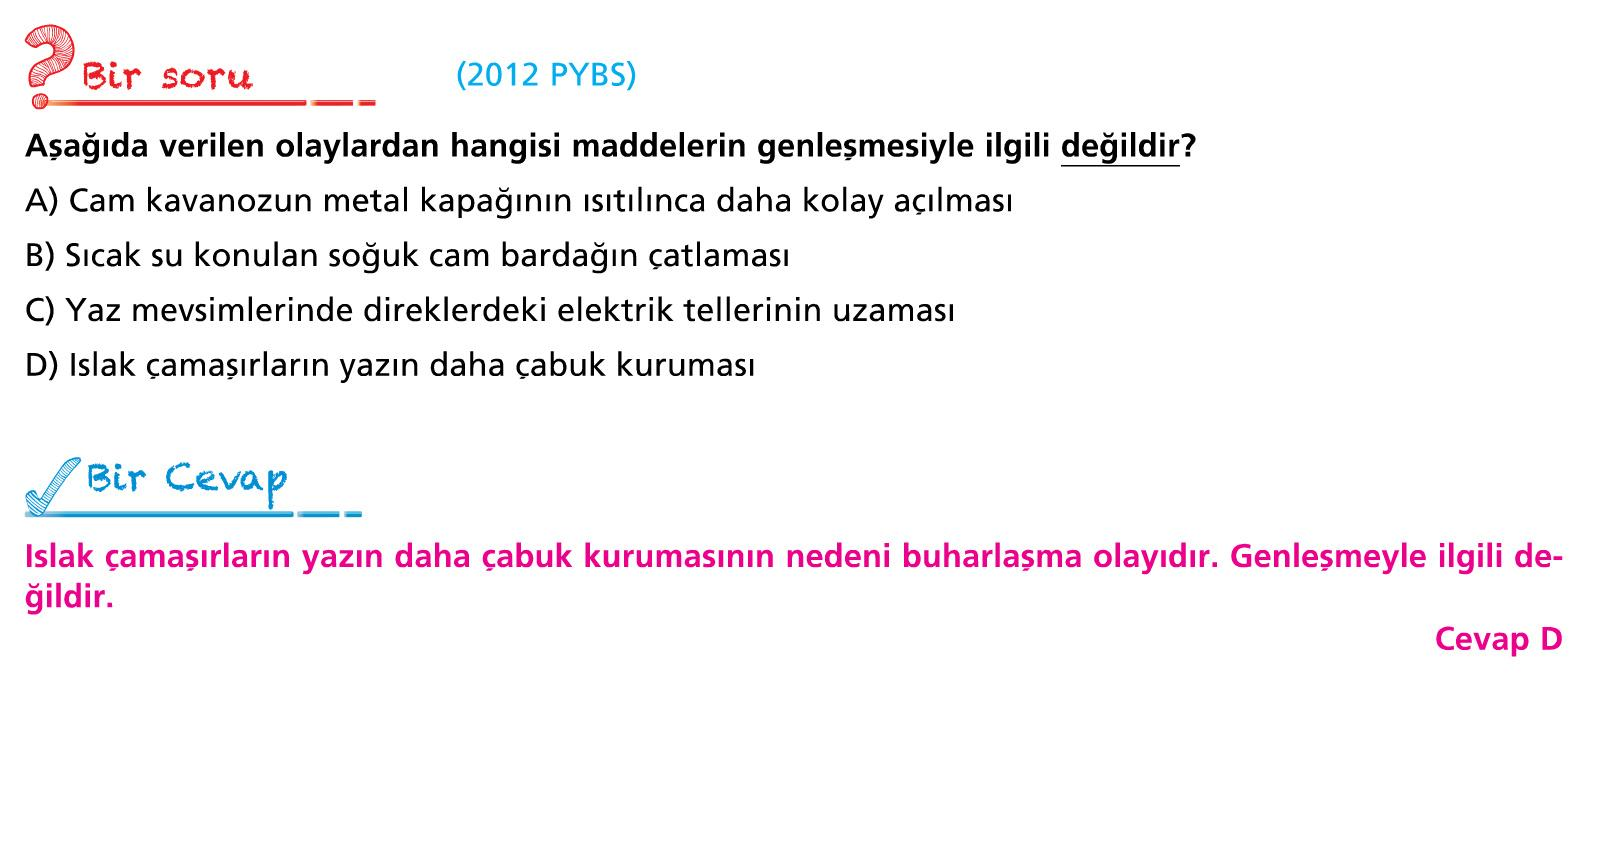 Bir soru (2012 PYBS)
Aşağıda verilen olaylardan hangisi maddelerin genleşmesiyle ilgili değildir?
A) Cam kavanozun metal kapağının ısıtılınca daha kolay açılması
B) Sıcak su konulan soğuk cam bardağın çatlaması
C) Yaz mevsimlerinde direklerdeki elektrik tellerinin uzaması
D) Islak çamaşırların yazın daha çabuk kuruması
Bir Cevap
Islak çamaşırların yazın daha çabuk kurumasının nedeni buharlaşma olayıdır. Genleşmeyle ilgili de-
ğildir.
Cevap D